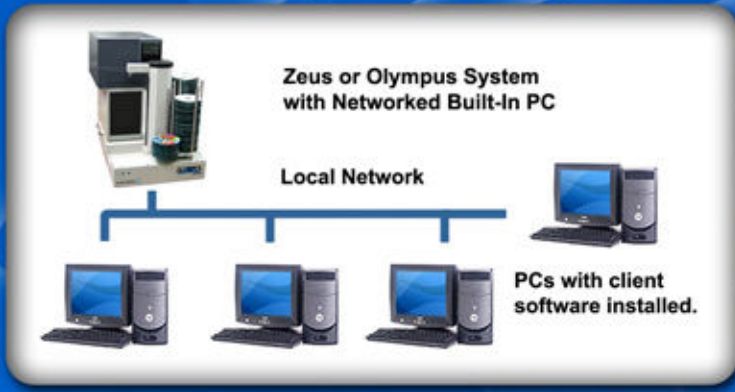 Zeus or Olympus System
with Networked Built-In PC
Local Network
PCs with client
software installed.